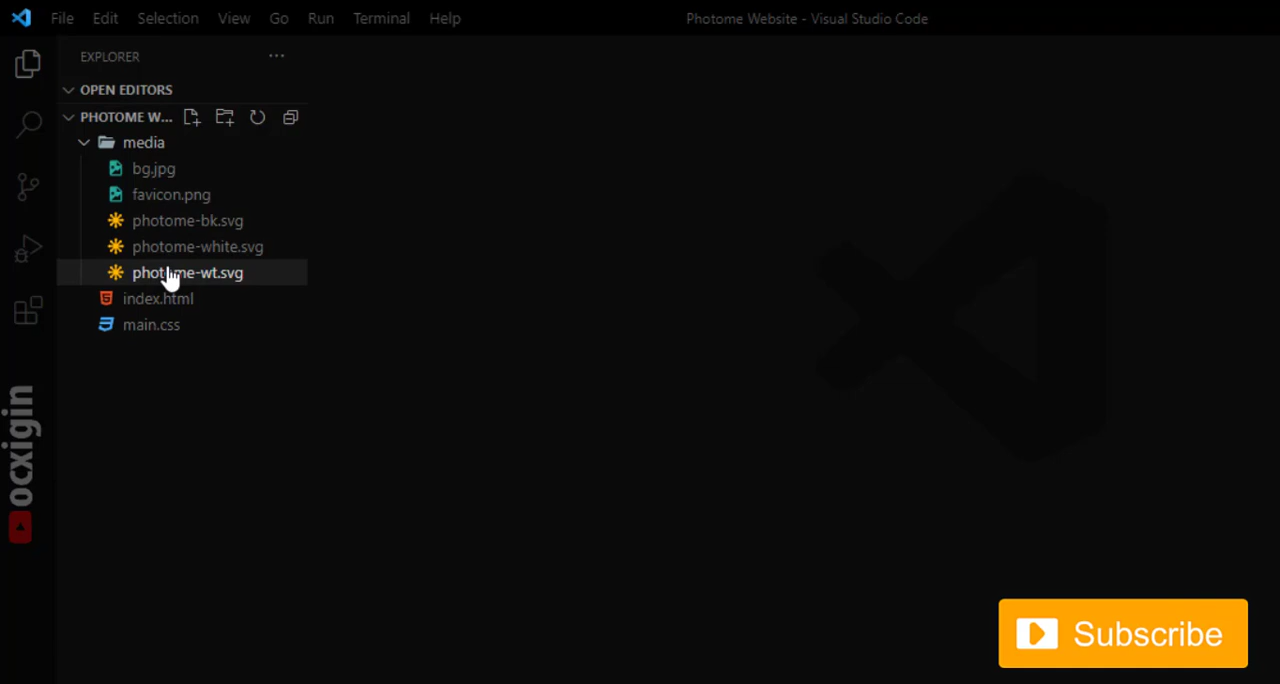 File Edit Selection View Go Run Terminal Help Photome Website - Visual Studio Code
EXPLORER ···
OPEN EDITORS
PHOTOME W...
media
bg.jpg
favicon.png
photome-bk.svg
photome-white.svg
photome-wt.svg
index.html
main.css
ocxigin
Subscribe